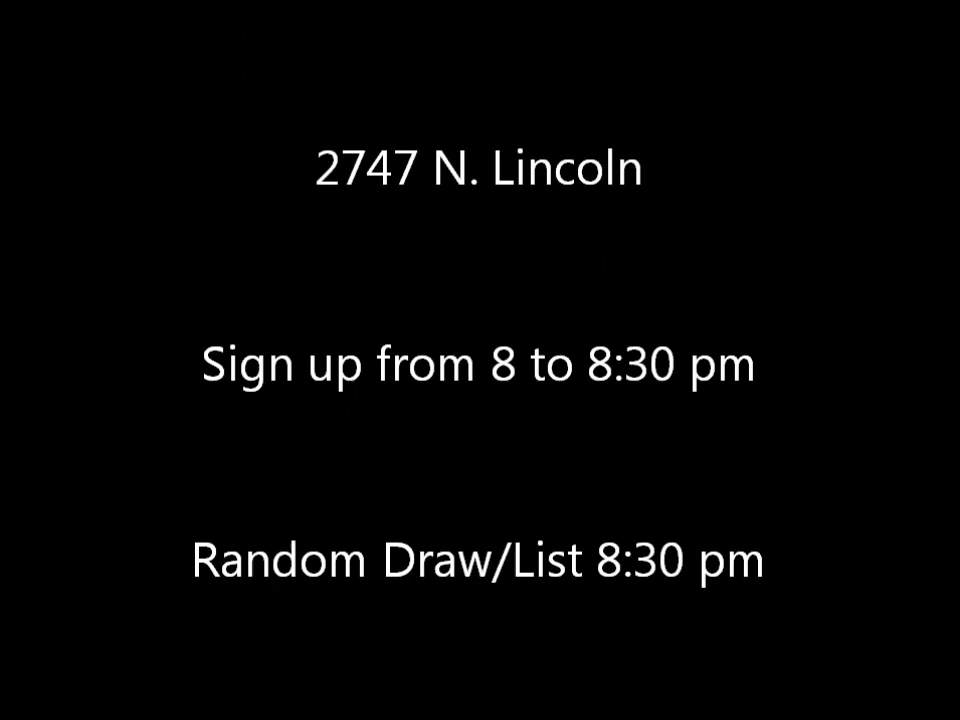 2747 N. Lincoln
Sign up from 8 to 8:30 pm
Random Draw/List 8:30 pm